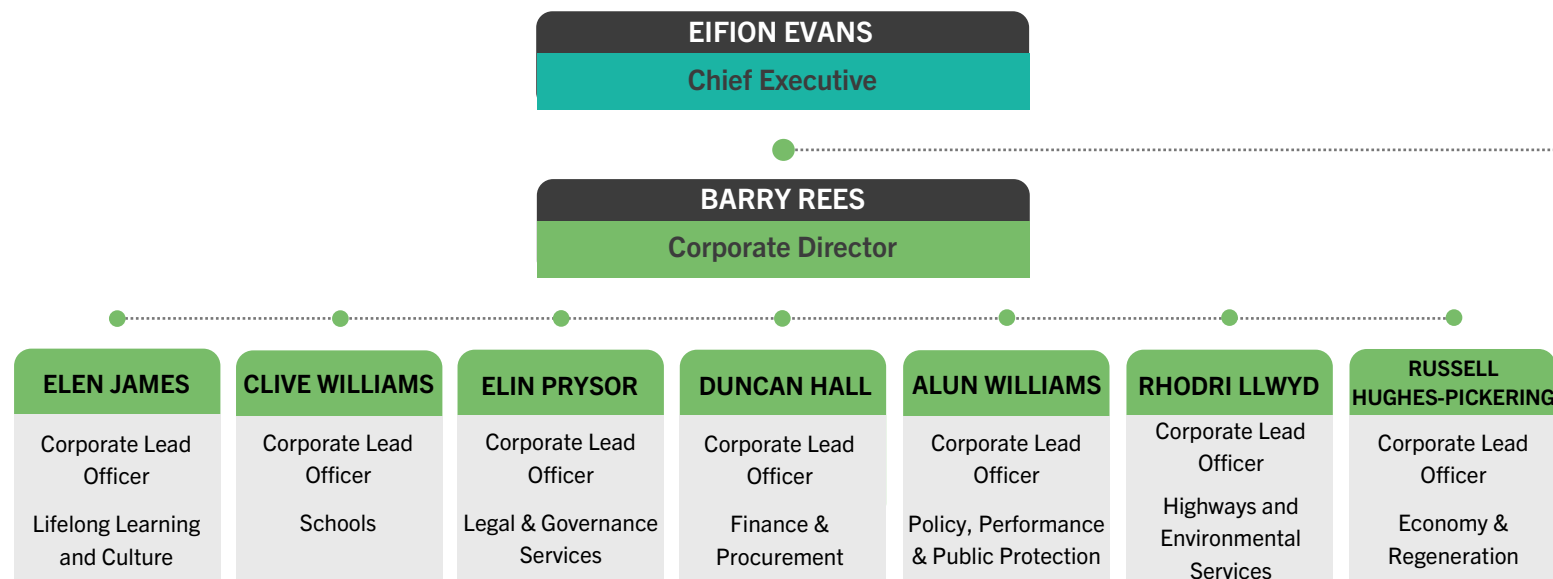 EIFION EVANS
Chief Executive
BARRY REES
Corporate Director
ELEN JAMES
Corporate Lead
Officer
Lifelong Learning
and Culture
CLIVE WILLIAMS
Corporate Lead
Officer
Schools
ELIN PRYSOR
Corporate Lead
Officer
Legal & Governance
Services
DUNCAN HALL
Corporate Lead
Officer
Finance &
Procurement
ALUN WILLIAMS
Corporate Lead
Officer
Policy, Performance
& Public Protection
RHODRI LLWYD
Corporate Lead
Officer
Highways and
Environmental
Services
RUSSELL
HUGHES-PICKERING
Corporate Lead
Officer
Economy &
Regeneration